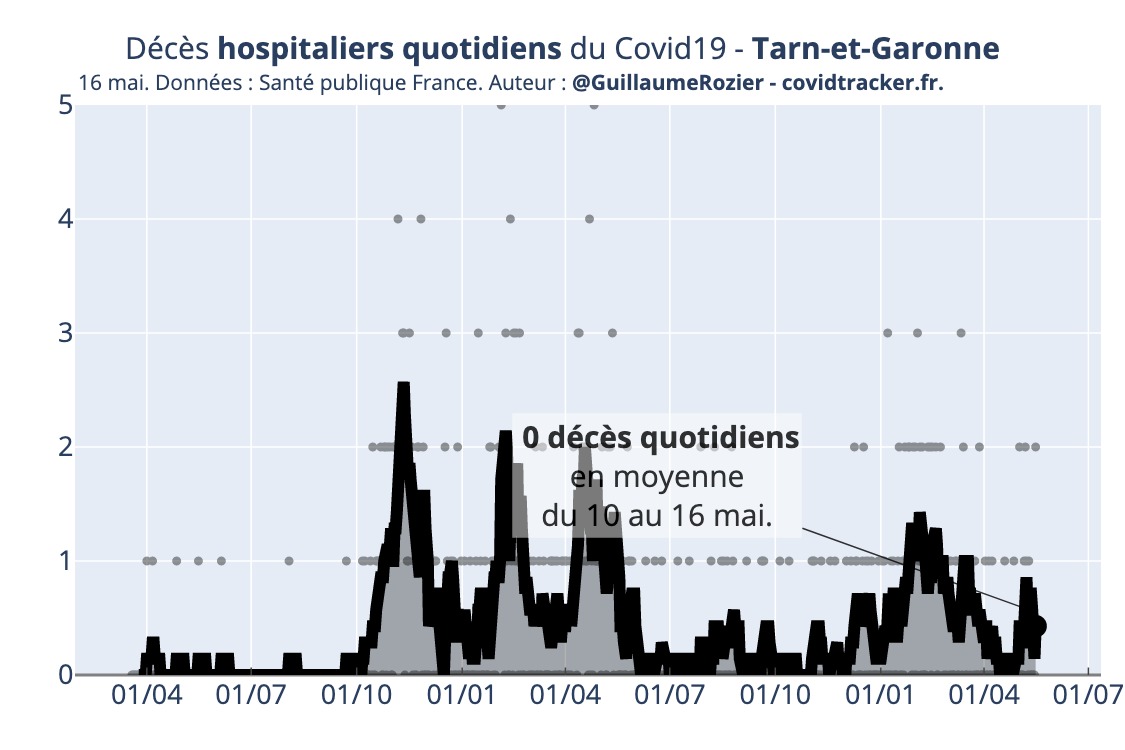 Décès hospitaliers quotidiens du Covid19 - Tarn-et-Garonne
16 mai. Données : Santé publique France. Auteur : @GuillaumeRozier - covidtracker.fr.
5
4
3
2
1
0
0 décès quotidiens
en moyenne
du 10 au 16 mai.
01/04 01/07 01/10 01/01 01/04 01/07 01/10 01/01 01/04 01/07